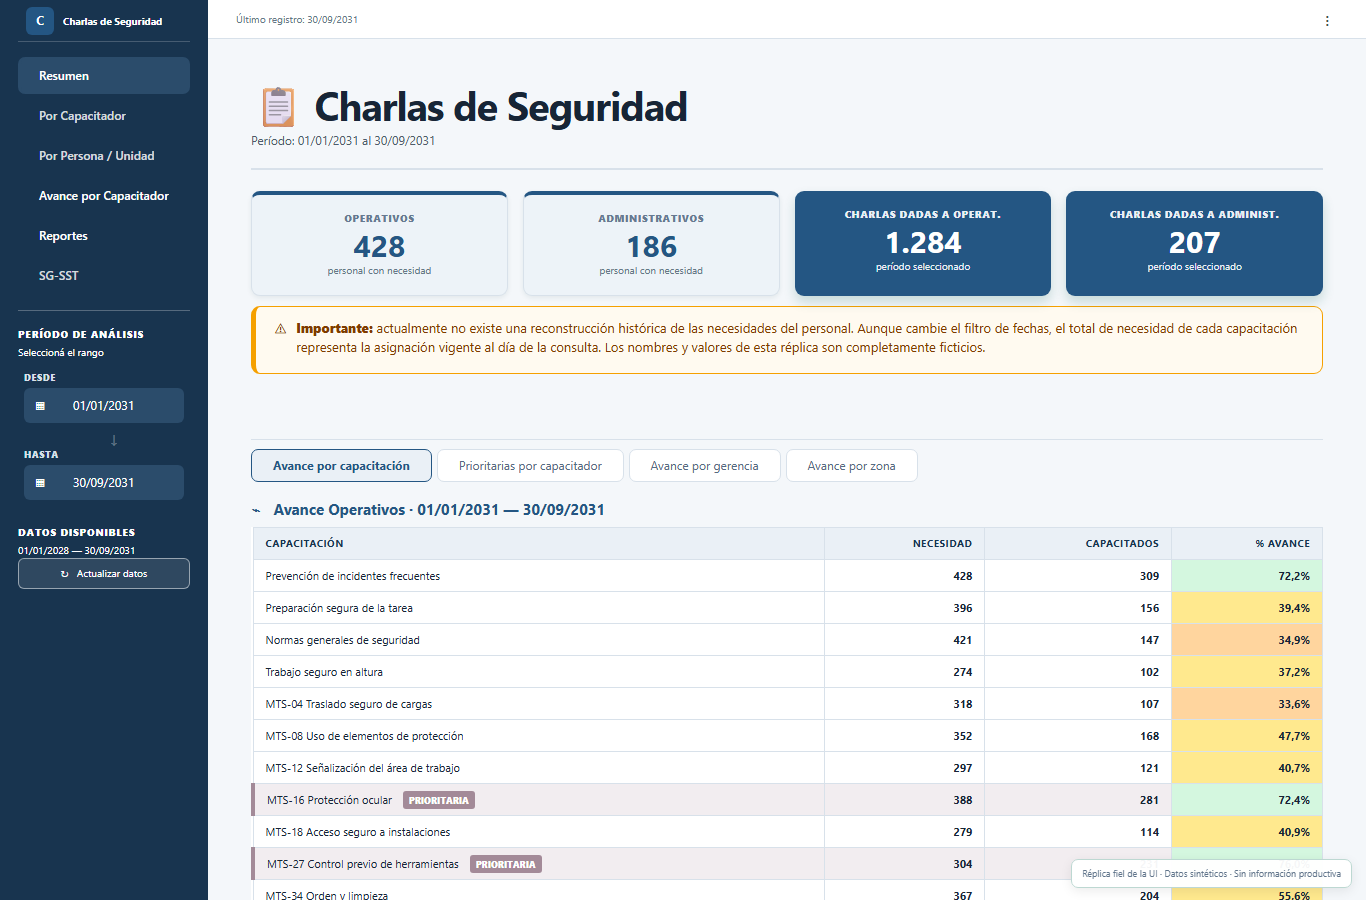 C Charlas de Seguridad
Resumen
Por Capacitador
Por Persona / Unidad
Avance por Capacitador
Reportes
SG-SST
PERÍODO DE ANÁLISIS
Seleccioná el rango
DESDE
01/01/2031
↓
HASTA
30/09/2031
DATOS DISPONIBLES
01/01/2028 — 30/09/2031
↻ Actualizar datos
Último registro: 30/09/2031
Charlas de Seguridad
Período: 01/01/2031 al 30/09/2031
OPERATIVOS
428
personal con necesidad
ADMINISTRATIVOS
186
personal con necesidad
CHARLAS DADAS A OPERAT.
1.284
período seleccionado
CHARLAS DADAS A ADMINIST.
207
período seleccionado
⚠ Importante: actualmente no existe una reconstrucción histórica de las necesidades del personal. Aunque cambie el filtro de fechas, el total de necesidad de cada capacitación
representa la asignación vigente al día de la consulta. Los nombres y valores de esta réplica son completamente ficticios.
Avance por capacitación Prioritarias por capacitador Avance por gerencia Avance por zona
Avance Operativos · 01/01/2031 — 30/09/2031
CAPACITACIÓN NECESIDAD CAPACITADOS % AVANCE
Prevención de incidentes frecuentes 428 309 72,2%
Preparación segura de la tarea 396 156 39,4%
Normas generales de seguridad 421 147 34,9%
Trabajo seguro en altura 274 102 37,2%
MTS-04 Traslado seguro de cargas 318 107 33,6%
MTS-08 Uso de elementos de protección 352 168 47,7%
MTS-12 Señalización del área de trabajo 297 121 40,7%
MTS-16 Protección ocular PRIORITARIA 388 281 72,4%
MTS-18 Acceso seguro a instalaciones 279 114 40,9%
MTS-27 Control previo de herramientas PRIORITARIA 304
MTS-34 Orden y limpieza 367 204 55,6%
Réplica fiel de la UI · Datos sintéticos · Sin información productiva